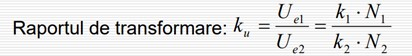 Raportul de transformare: k_u = U_e1 / U_e2 = k_1 · N_1 / k_2 · N_2